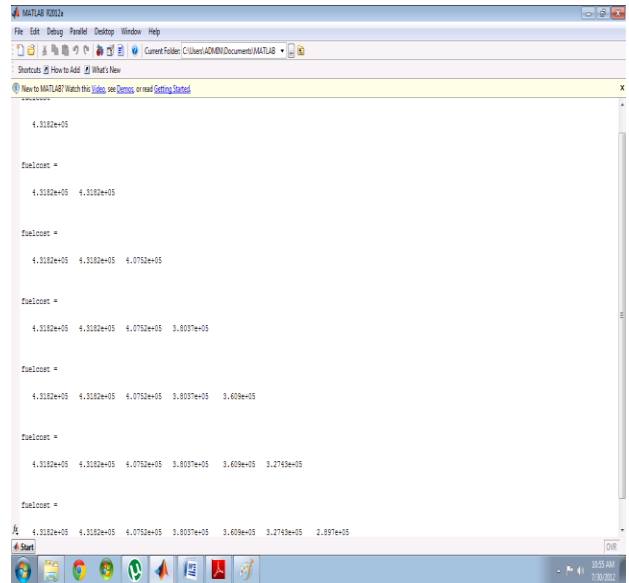 MATLAB R2012a
File Edit Debug Parallel Desktop Window Help
Current Folder: C:\Users\ADMIN\Documents\MATLAB
Shortcuts How to Add What's New
New to MATLAB? Watch this Video, see Demos, or read Getting Started. x
4.3182e+05
fuelcost =
4.3182e+05 4.3182e+05
fuelcost =
4.3182e+05 4.3182e+05 4.0752e+05
fuelcost =
4.3182e+05 4.3182e+05 4.0752e+05 3.8037e+05
fuelcost =
4.3182e+05 4.3182e+05 4.0752e+05 3.8037e+05 3.609e+05
fuelcost =
4.3182e+05 4.3182e+05 4.0752e+05 3.8037e+05 3.609e+05 3.2743e+05
fuelcost =
fx 4.3182e+05 4.3182e+05 4.0752e+05 3.8037e+05 3.609e+05 3.2743e+05 2.897e+05
Start OVR
10:55 AM
7/30/2012